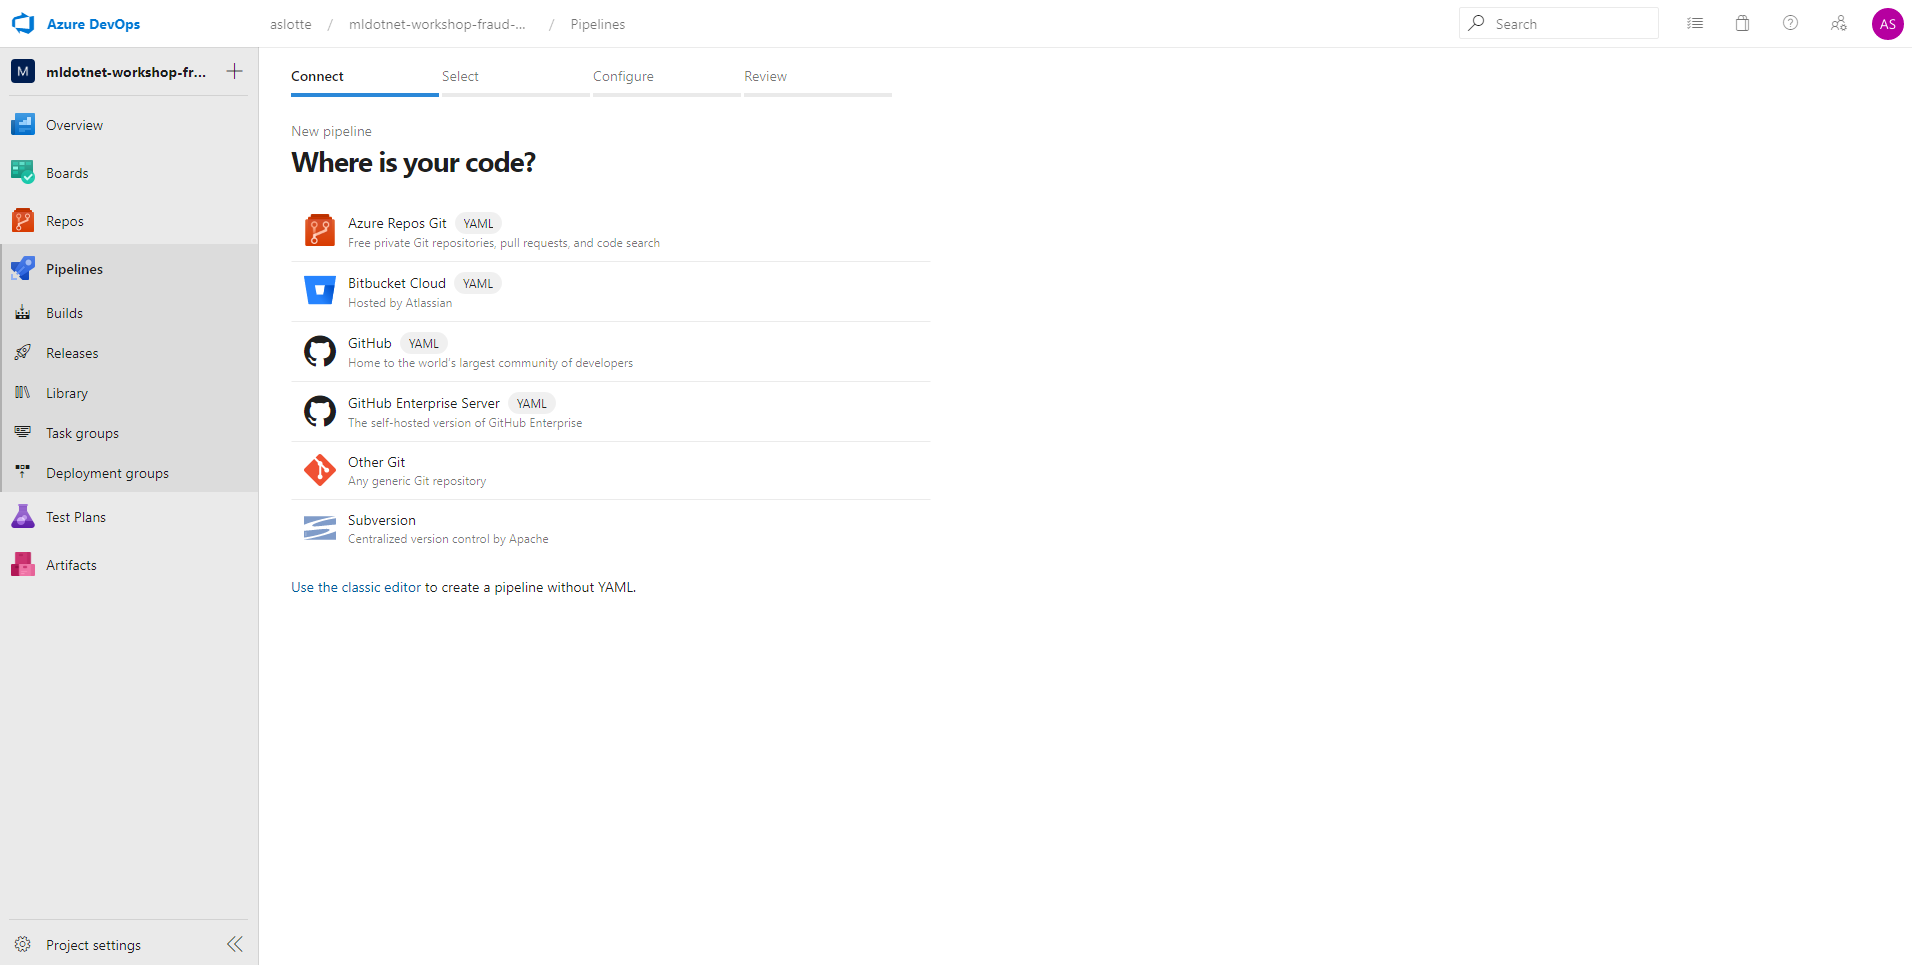 Azure DevOps
aslotte / mldotnet-workshop-fraud-... / Pipelines
Search
AS
M mldotnet-workshop-fr...
Overview
Boards
Repos
Pipelines
Builds
Releases
Library
Task groups
Deployment groups
Test Plans
Artifacts
Project settings
Connect Select Configure Review
New pipeline
Where is your code?
Azure Repos Git YAML
Free private Git repositories, pull requests, and code search
Bitbucket Cloud YAML
Hosted by Atlassian
GitHub YAML
Home to the world's largest community of developers
GitHub Enterprise Server YAML
The self-hosted version of GitHub Enterprise
Other Git
Any generic Git repository
Subversion
Centralized version control by Apache
Use the classic editor to create a pipeline without YAML.